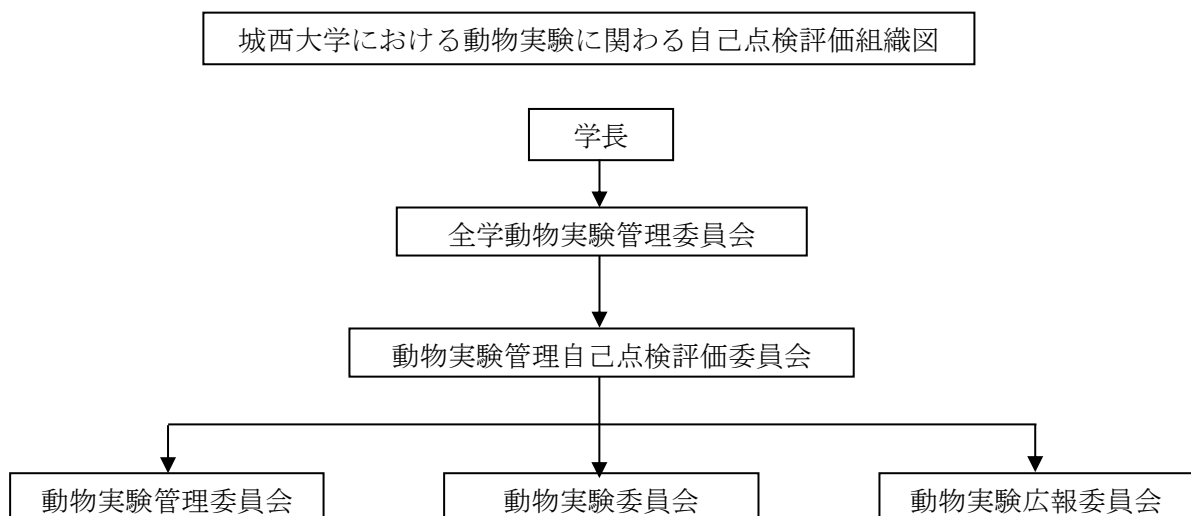 城西大学における動物実験に関わる自己点検評価組織図
学長
全学動物実験管理委員会
動物実験管理自己点検評価委員会
動物実験管理委員会
動物実験委員会
動物実験広報委員会